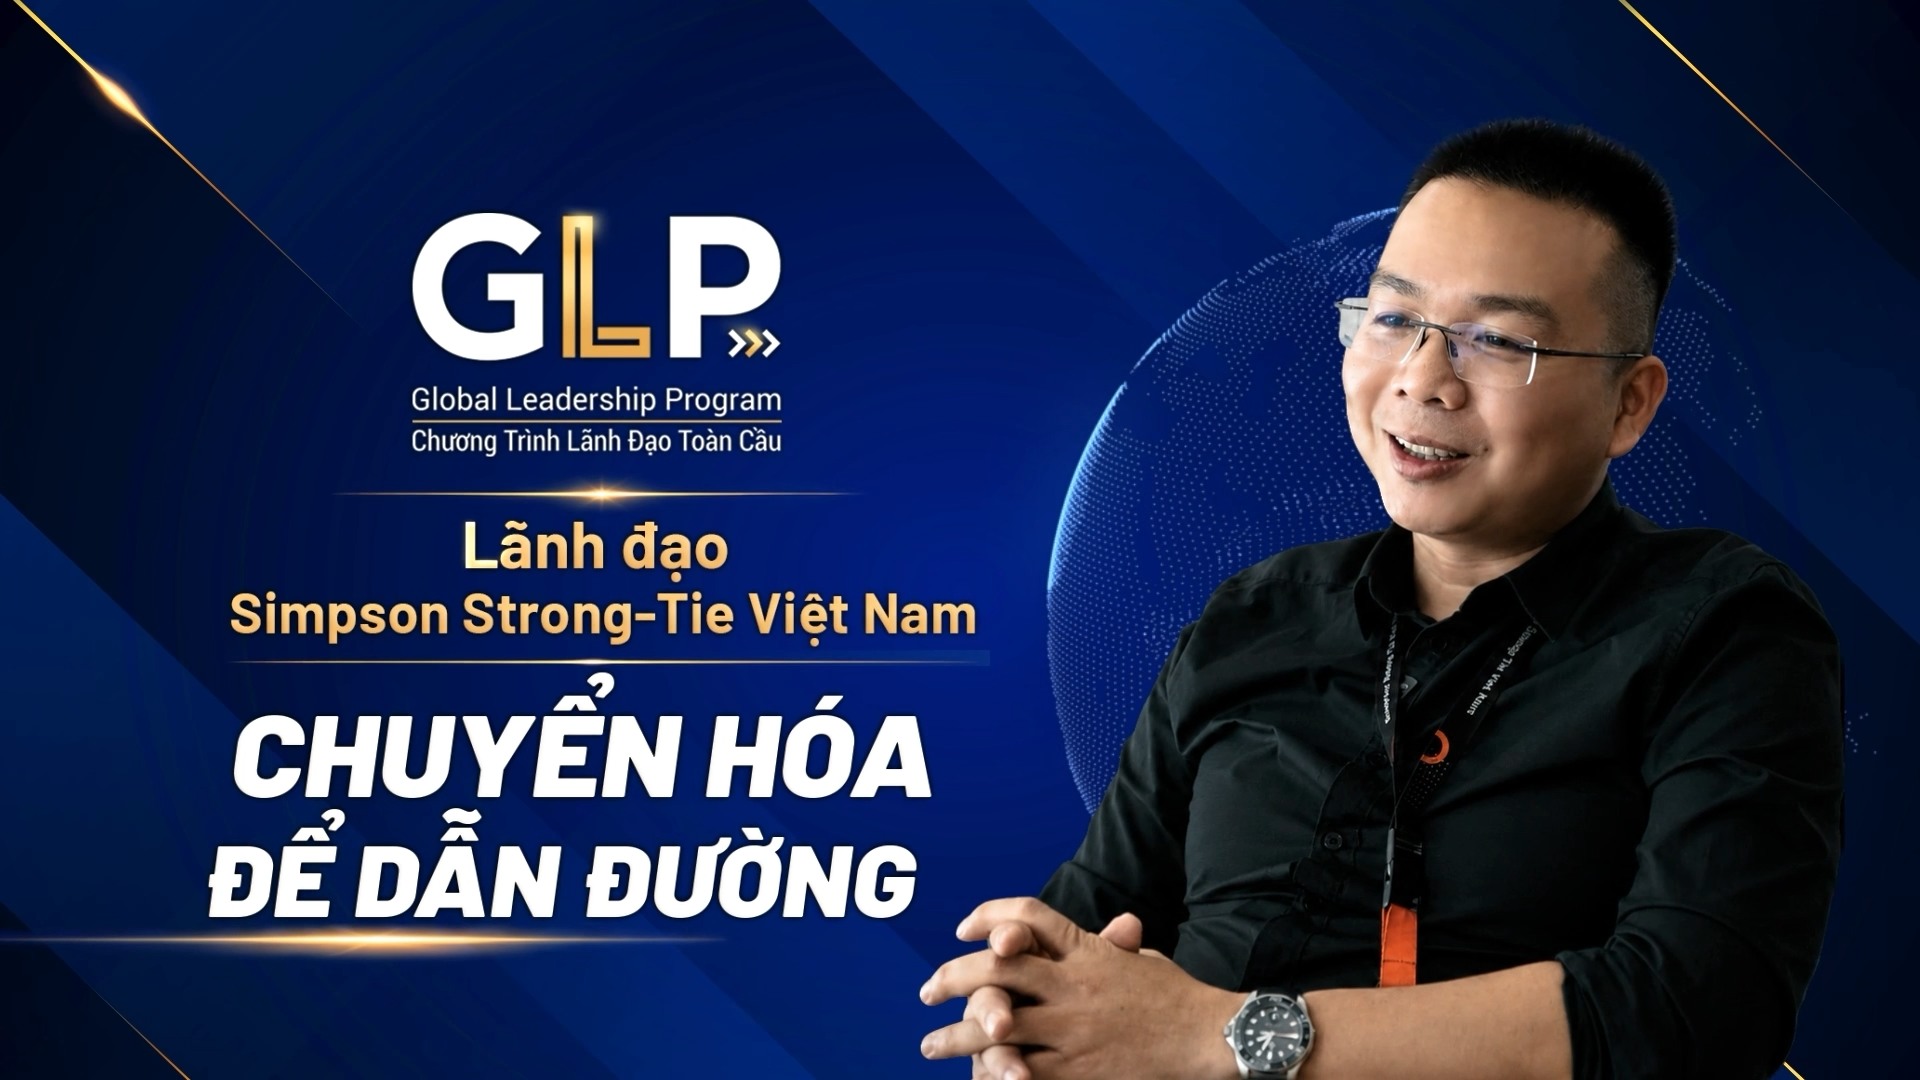 GLP
Global Leadership Program
Chương Trình Lãnh Đạo Toàn Cầu
Lãnh đạo
Simpson Strong-Tie Việt Nam
CHUYỂN HÓA
ĐỂ DẪN ĐƯỜNG